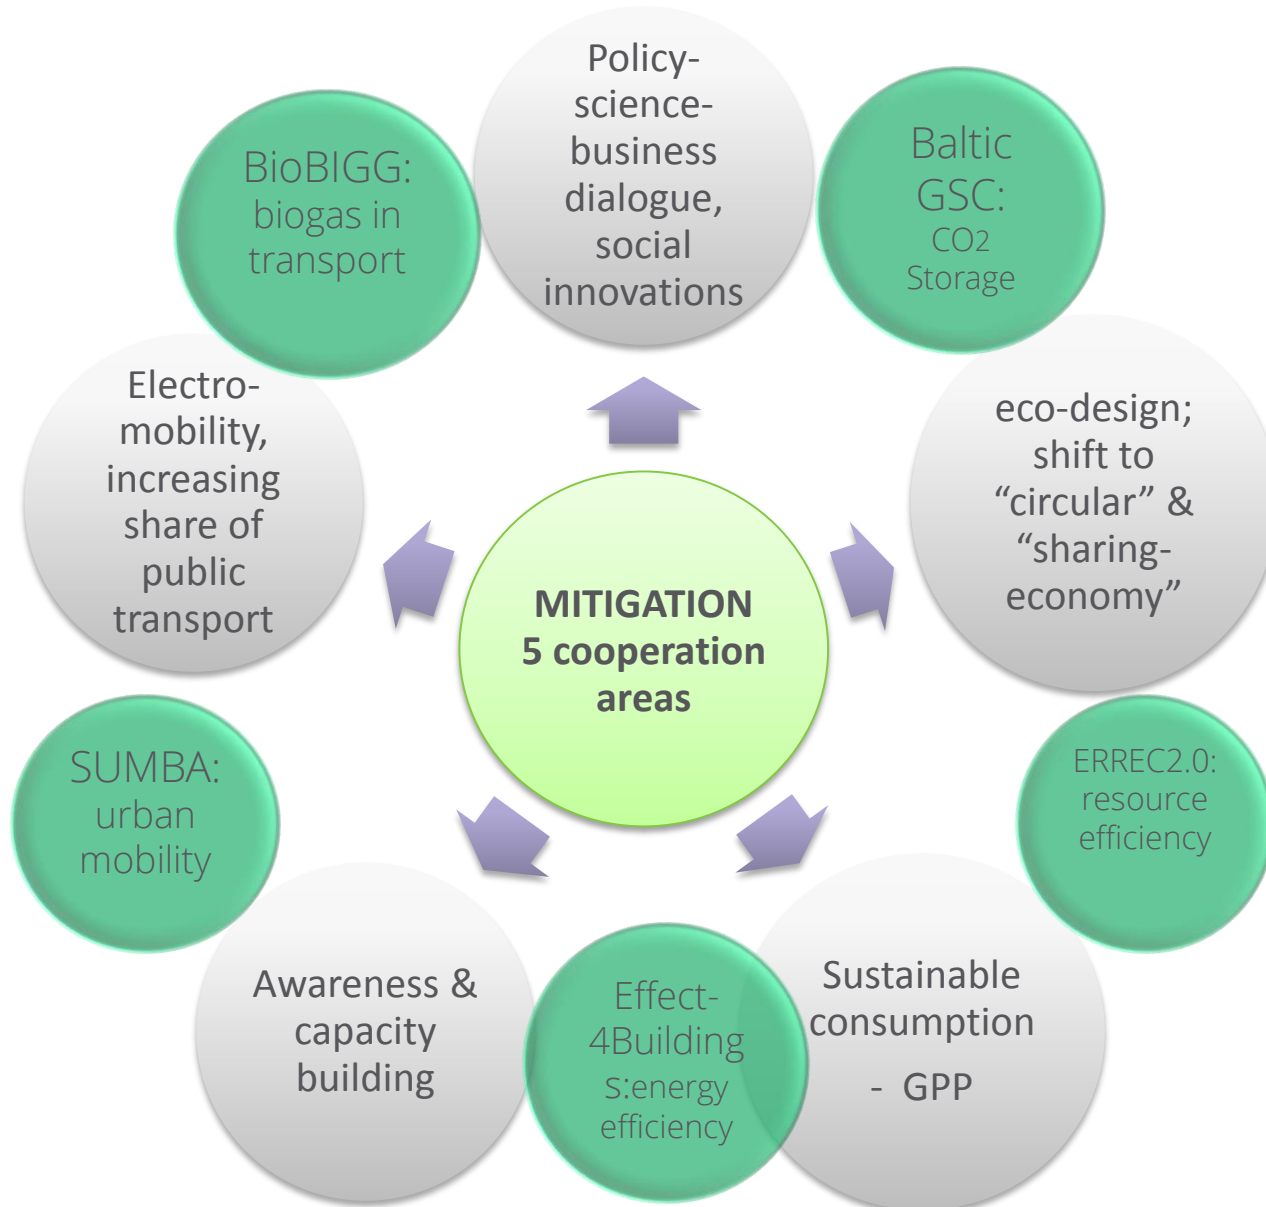 Policy-
science-
business
dialogue,
social
innovations
Baltic
GSC:
CO2
Storage
eco-design;
shift to
“circular” &
“sharing-
economy”
ERREC2.0:
resource
efficiency
Sustainable
consumption
- GPP
Effect-
4Building
s:energy
efficiency
Awareness &
capacity
building
SUMBA:
urban
mobility
Electro-
mobility,
increasing
share of
public
transport
BioBIGG:
biogas in
transport
MITIGATION
5 cooperation
areas